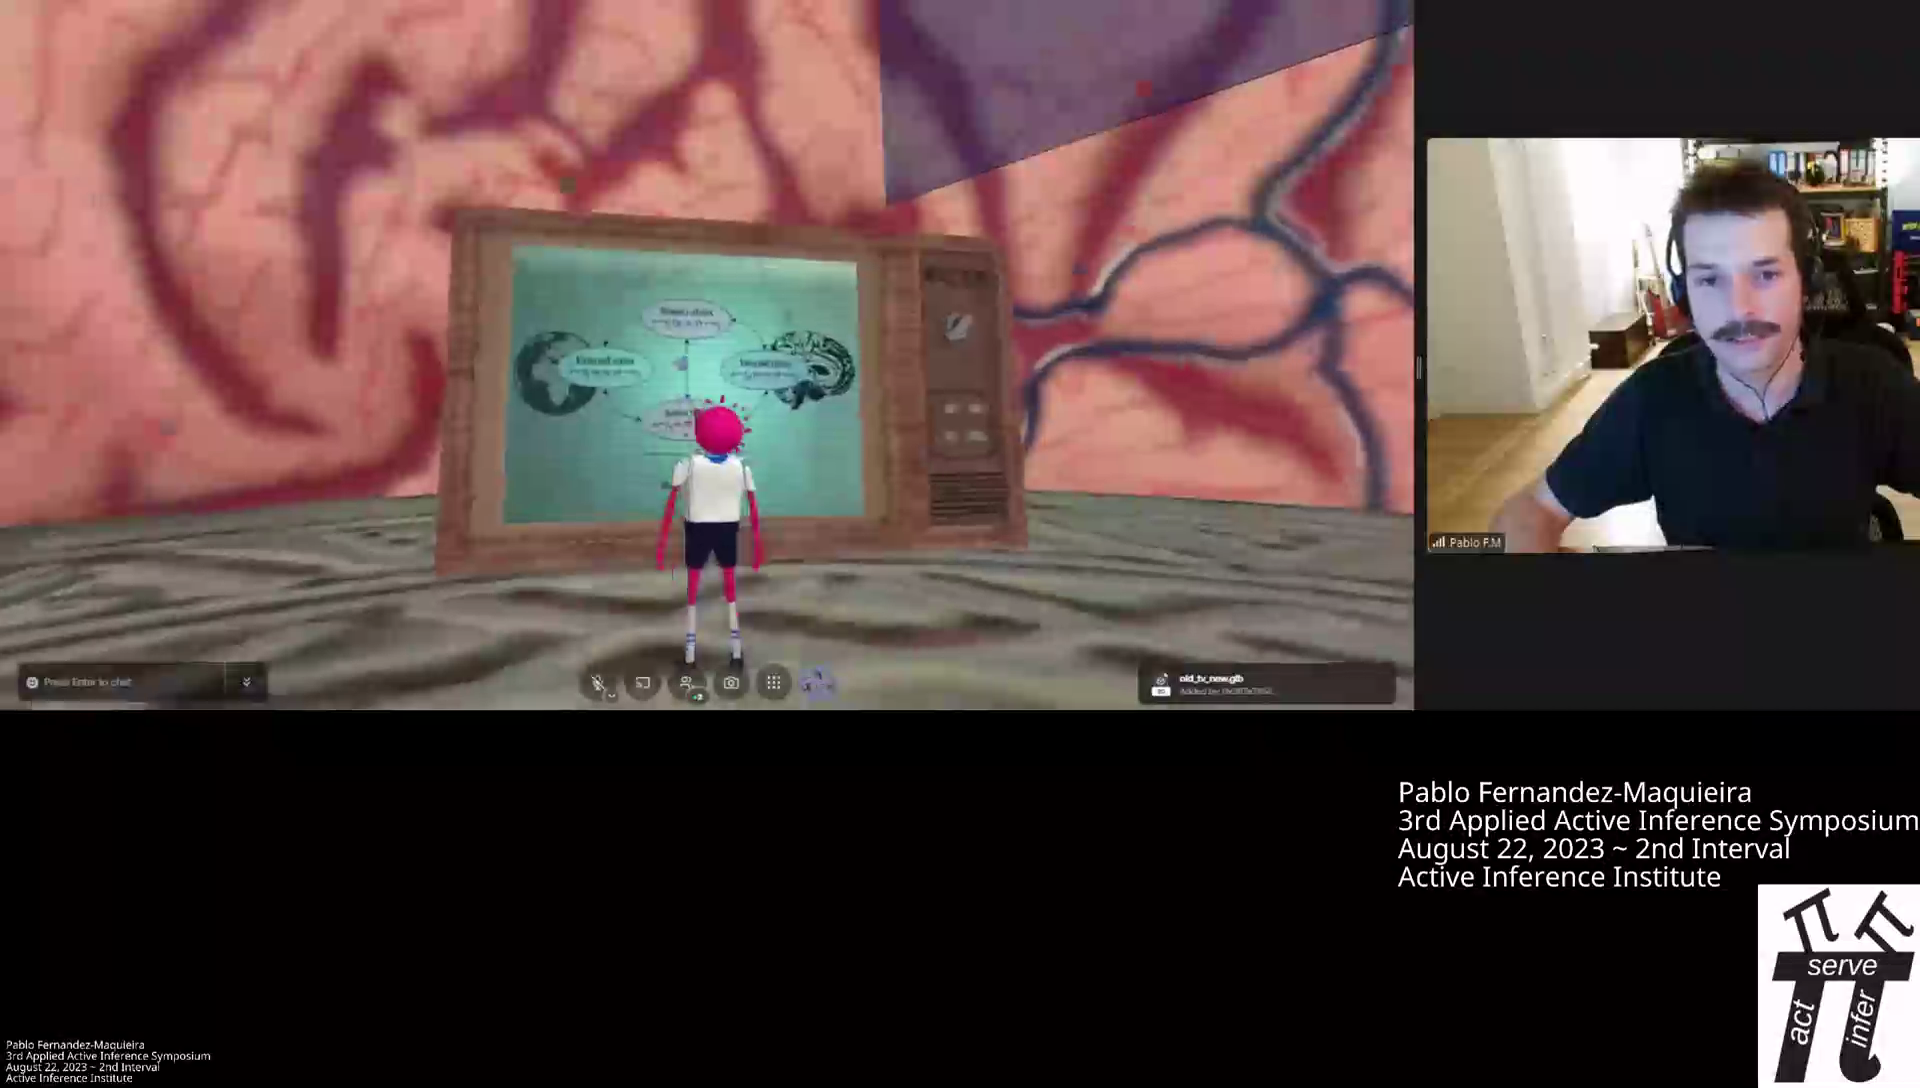 Press Enter to chat
old_tv_new.glb
Pablo F.M
Pablo Fernandez-Maquieira
3rd Applied Active Inference Symposium
August 22, 2023 ~ 2nd Interval
Active Inference Institute
serve
act
infer
Pablo Fernandez-Maquieira
3rd Applied Active Inference Symposium
August 22, 2023 ~ 2nd Interval
Active Inference Institute